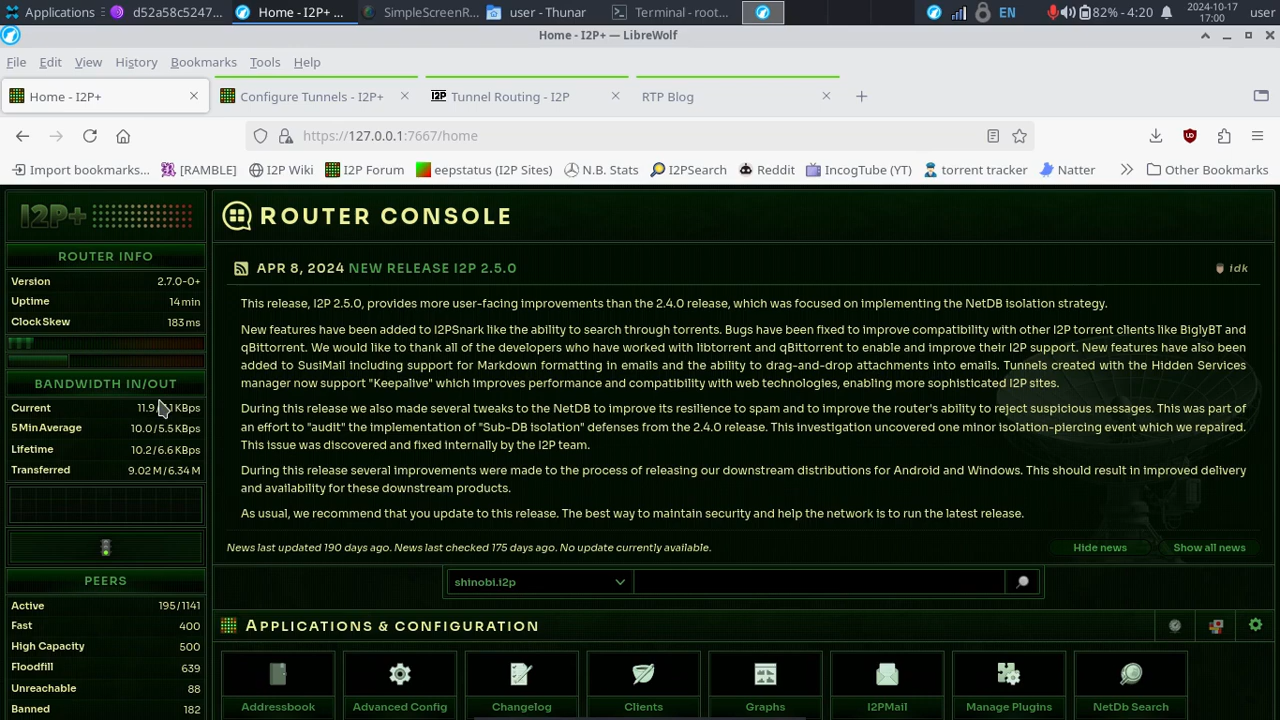 Applications
d52a58c5247...
Home - I2P+ ...
SimpleScreenR...
user - Thunar
Terminal - root...
EN
82% - 4:20
2024-10-17
17:00
user
Home - I2P+ — LibreWolf
File Edit View History Bookmarks Tools Help
Home - I2P+
Configure Tunnels - I2P+
Tunnel Routing - I2P
RTP Blog
https://127.0.0.1:7667/home
Import bookmarks...
[RAMBLE]
I2P Wiki
I2P Forum
eepstatus (I2P Sites)
N.B. Stats
I2PSearch
Reddit
IncogTube (YT)
torrent tracker
Natter
Other Bookmarks
I2P+
ROUTER INFO
Version 2.7.0-0+
Uptime 14 min
Clock Skew 183 ms
BANDWIDTH IN/OUT
Current 11.9 KBps
5 Min Average 10.0 / 5.5 KBps
Lifetime 10.2 / 6.6 KBps
Transferred 9.02 M / 6.34 M
PEERS
Active 195 / 1141
Fast 400
High Capacity 500
Floodfill 639
Unreachable 88
Banned 182
ROUTER CONSOLE
APR 8, 2024 NEW RELEASE I2P 2.5.0
idk
This release, I2P 2.5.0, provides more user-facing improvements than the 2.4.0 release, which was focused on implementing the NetDB isolation strategy.
New features have been added to I2PSnark like the ability to search through torrents. Bugs have been fixed to improve compatibility with other I2P torrent clients like BiglyBT and
qBittorrent. We would like to thank all of the developers who have worked with libtorrent and qBittorrent to enable and improve their I2P support. New features have also been
added to SusiMail including support for Markdown formatting in emails and the ability to drag-and-drop attachments into emails. Tunnels created with the Hidden Services
manager now support "Keepalive" which improves performance and compatibility with web technologies, enabling more sophisticated I2P sites.
During this release we also made several tweaks to the NetDB to improve its resilience to spam and to improve the router's ability to reject suspicious messages. This was part of
an effort to "audit" the implementation of "Sub-DB isolation" defenses from the 2.4.0 release. This investigation uncovered one minor isolation-piercing event which we repaired.
This issue was discovered and fixed internally by the I2P team.
During this release several improvements were made to the process of releasing our downstream distributions for Android and Windows. This should result in improved delivery
and availability for these downstream products.
As usual, we recommend that you update to this release. The best way to maintain security and help the network is to run the latest release.
News last updated 190 days ago. News last checked 175 days ago. No update currently available.
Hide news
Show all news
shinobi.i2p
APPLICATIONS & CONFIGURATION
Addressbook
Advanced Config
Changelog
Clients
Graphs
I2PMail
Manage Plugins
NetDb Search